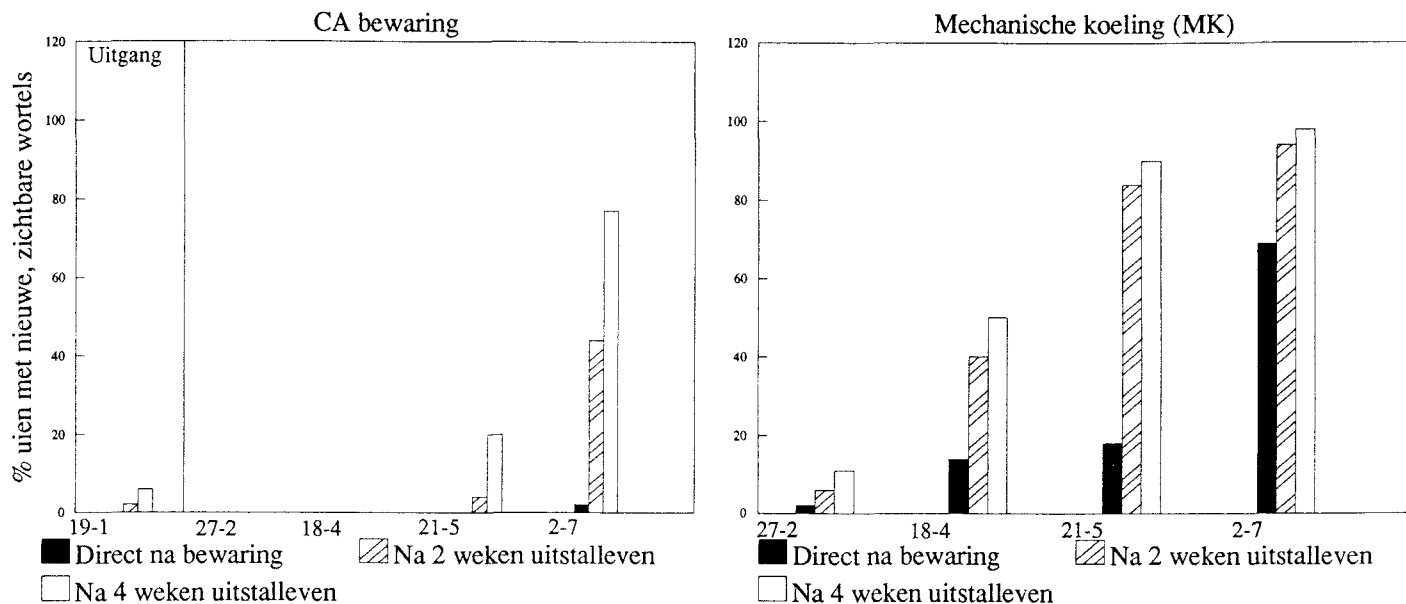 CA bewaring
% uien met nieuwe, zichtbare wortels
120
Uitgang
100
80
60
40
20
0
19-1 27-2 18-4 21-5 2-7
Direct na bewaring Na 2 weken uitstalleven
Na 4 weken uitstalleven
Mechanische koeling (MK)
120
100
80
60
40
20
0
27-2 18-4 21-5 2-7
Direct na bewaring Na 2 weken uitstalleven
Na 4 weken uitstalleven